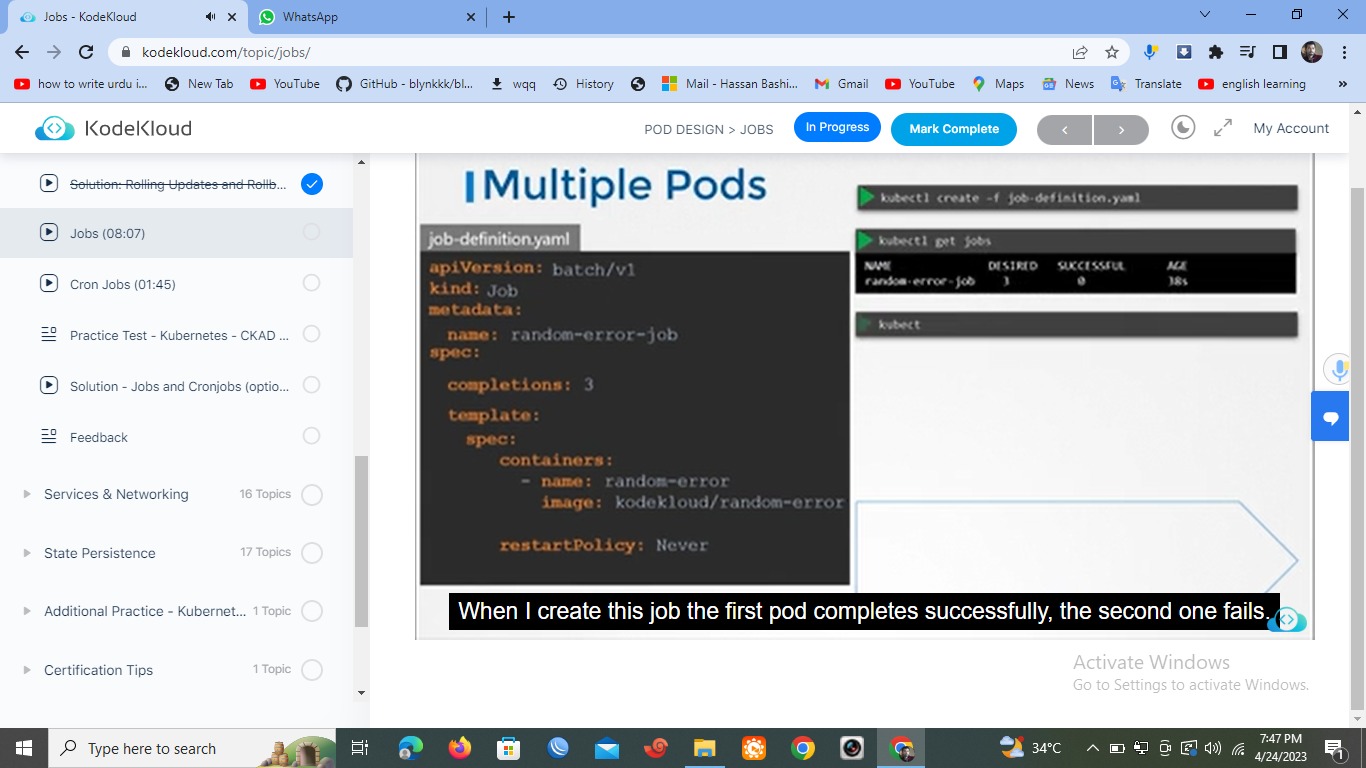 Jobs - KodeKloud
WhatsApp
kodekloud.com/topic/jobs/
how to write urdu i...
New Tab
YouTube
GitHub - blynkkk/bl...
wqq
History
Mail - Hassan Bashi...
Gmail
YouTube
Maps
News
Translate
english learning
»
KodeKloud
POD DESIGN > JOBS
In Progress
Mark Complete
My Account
Solution: Rolling Updates and Rollb...
Jobs (08:07)
Cron Jobs (01:45)
Practice Test - Kubernetes - CKAD ...
Solution - Jobs and Cronjobs (optio...
Feedback
Services & Networking 16 Topics
State Persistence 17 Topics
Additional Practice - Kubernet... 1 Topic
Certification Tips 1 Topic
Multiple Pods
job-definition.yaml
apiVersion: batch/v1
kind: Job
metadata:
name: random-error-job
spec:
completions: 3
template:
spec:
containers:
- name: random-error
image: kodekloud/random-error
restartPolicy: Never
kubectl create -f job-definition.yaml
kubectl get jobs
NAME DESIRED SUCCESSFUL AGE
random-error-job 3 0 38s
kubect
When I create this job the first pod completes successfully, the second one fails.
Activate Windows
Go to Settings to activate Windows.
Type here to search
34°C
7:47 PM
4/24/2023
1